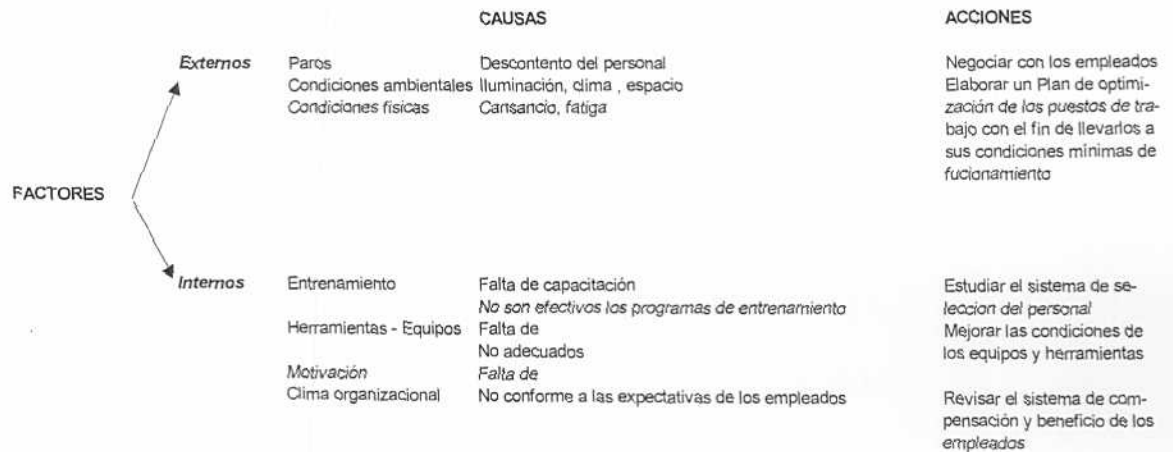 CAUSAS ACCIONES
Externos Paros Descontento del personal Negociar con los empleados
Condiciones ambientales Iluminación, clima , espacio Elaborar un Plan de optimi-
Condiciones físicas Cansancio, fatiga zación de los puestos de tra-
bajo con el fin de llevarlos a
sus condiciones mínimas de
fucionamiento
FACTORES
Internos Entrenamiento Falta de capacitación Estudiar el sistema de se-
No son efectivos los programas de entrenamiento leccion del personal
Herramientas - Equipos Falta de Mejorar las condiciones de
No adecuados los equipos y herramientas
Motivación Falta de
Clima organizacional No conforme a las expectativas de los empleados Revisar el sistema de com-
pensación y beneficio de los
empleados